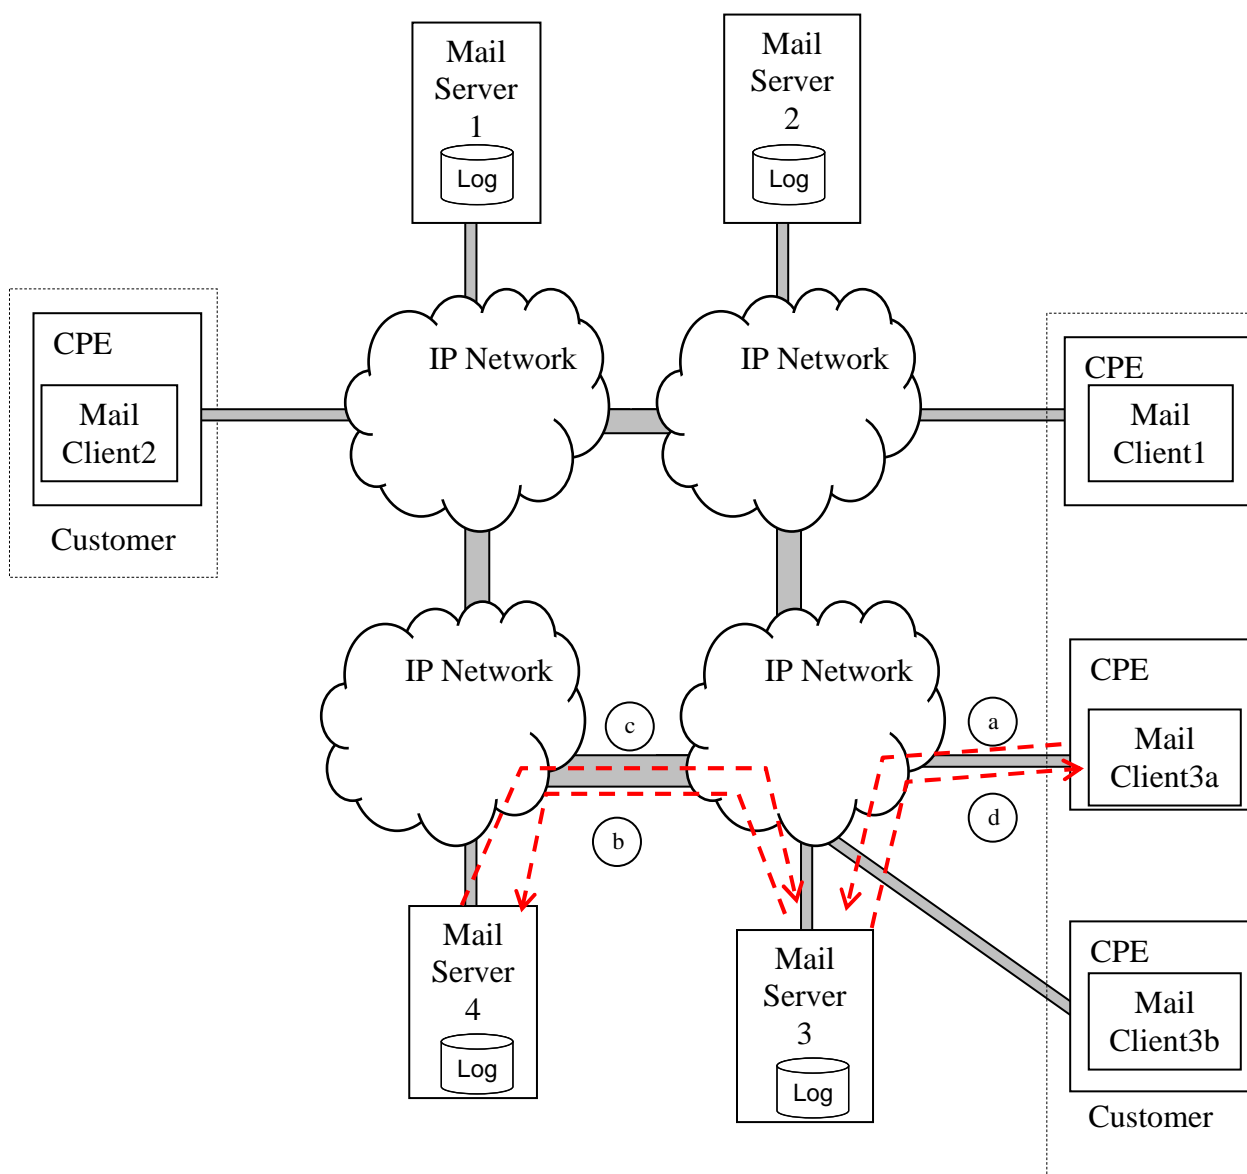 Mail
Server
1
Log
Mail
Server
2
Log
CPE
Mail
Client2
Customer
IP Network
IP Network
CPE
Mail
Client1
IP Network
IP Network
c
b
a
d
CPE
Mail
Client3a
Mail
Server
4
Log
Mail
Server
3
Log
CPE
Mail
Client3b
Customer